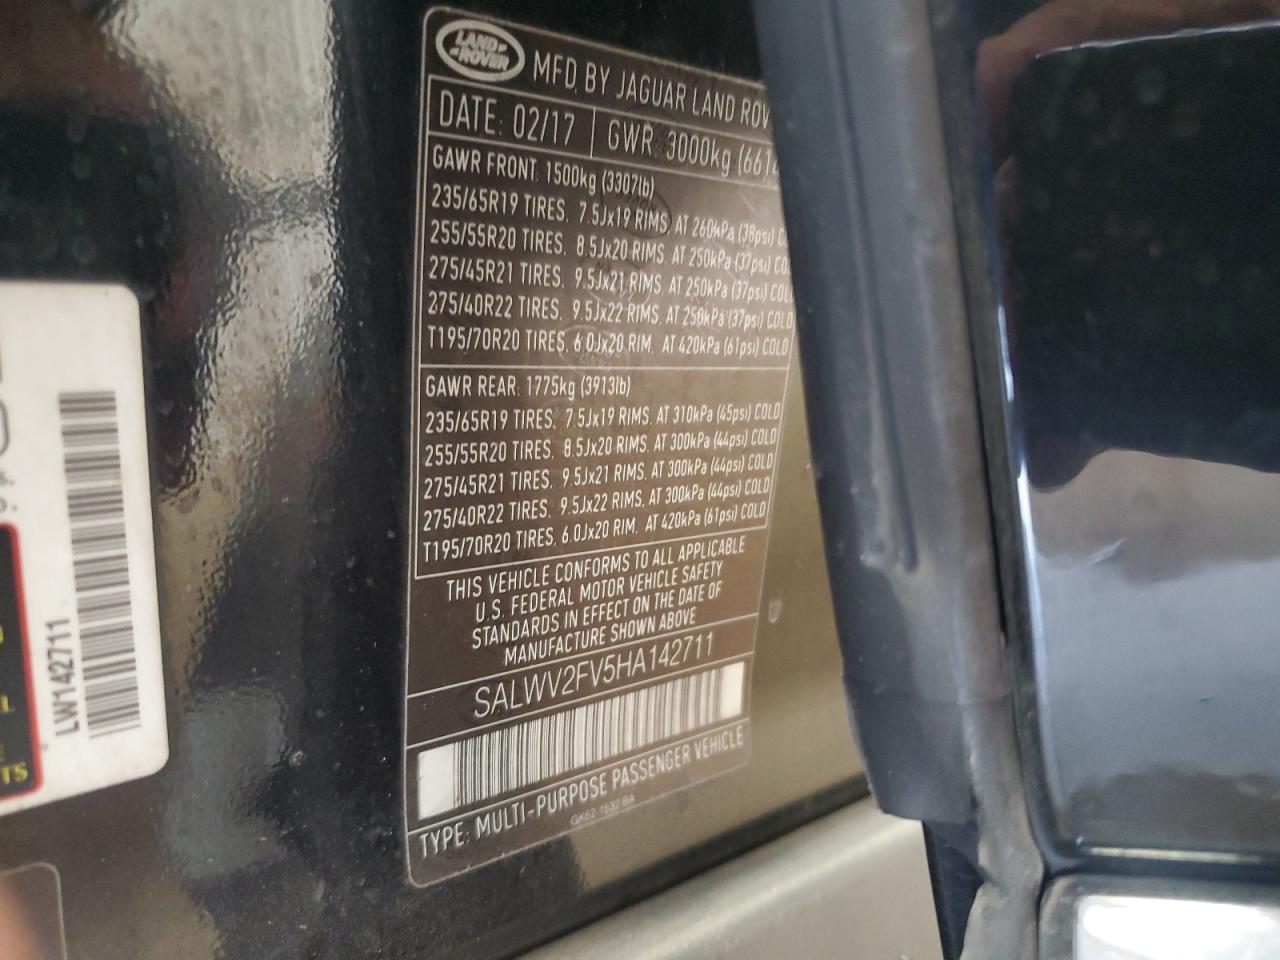 LAND ROVER
MFD BY JAGUAR LAND
DATE: 02/17 GWR: 3000kg
GAWR FRONT. 1500kg (3307lb)
235/65R19 TIRES. 7.5Jx19 RIMS. AT 260kPa (38psi)
255/55R20 TIRES. 8.5Jx20 RIMS. AT 250kPa (37psi)
275/45R21 TIRES. 9.5Jx21 RIMS. AT 250kPa (37psi)
275/40R22 TIRES. 9.5Jx22 RIMS. AT 250kPa (37psi) COLD
T195/70R20 TIRES. 6.0Jx20 RIM. AT 420kPa (61psi) COLD
GAWR REAR: 1775kg (3913lb)
235/65R19 TIRES. 7.5Jx19 RIMS. AT 310kPa (45psi) COLD
255/55R20 TIRES. 8.5Jx20 RIMS. AT 300kPa (44psi) COLD
275/45R21 TIRES. 9.5Jx21 RIMS. AT 300kPa (44psi) COLD
275/40R22 TIRES. 9.5Jx22 RIMS. AT 300kPa (44psi) COLD
T195/70R20 TIRES. 6.0Jx20 RIM. AT 420kPa (61psi) COLD
THIS VEHICLE CONFORMS TO ALL APPLICABLE
U.S. FEDERAL MOTOR VEHICLE SAFETY
STANDARDS IN EFFECT ON THE DATE OF
MANUFACTURE SHOWN ABOVE
SALWV2FV5HA142711
TYPE: MULTI-PURPOSE PASSENGER VEHICLE
LW142711